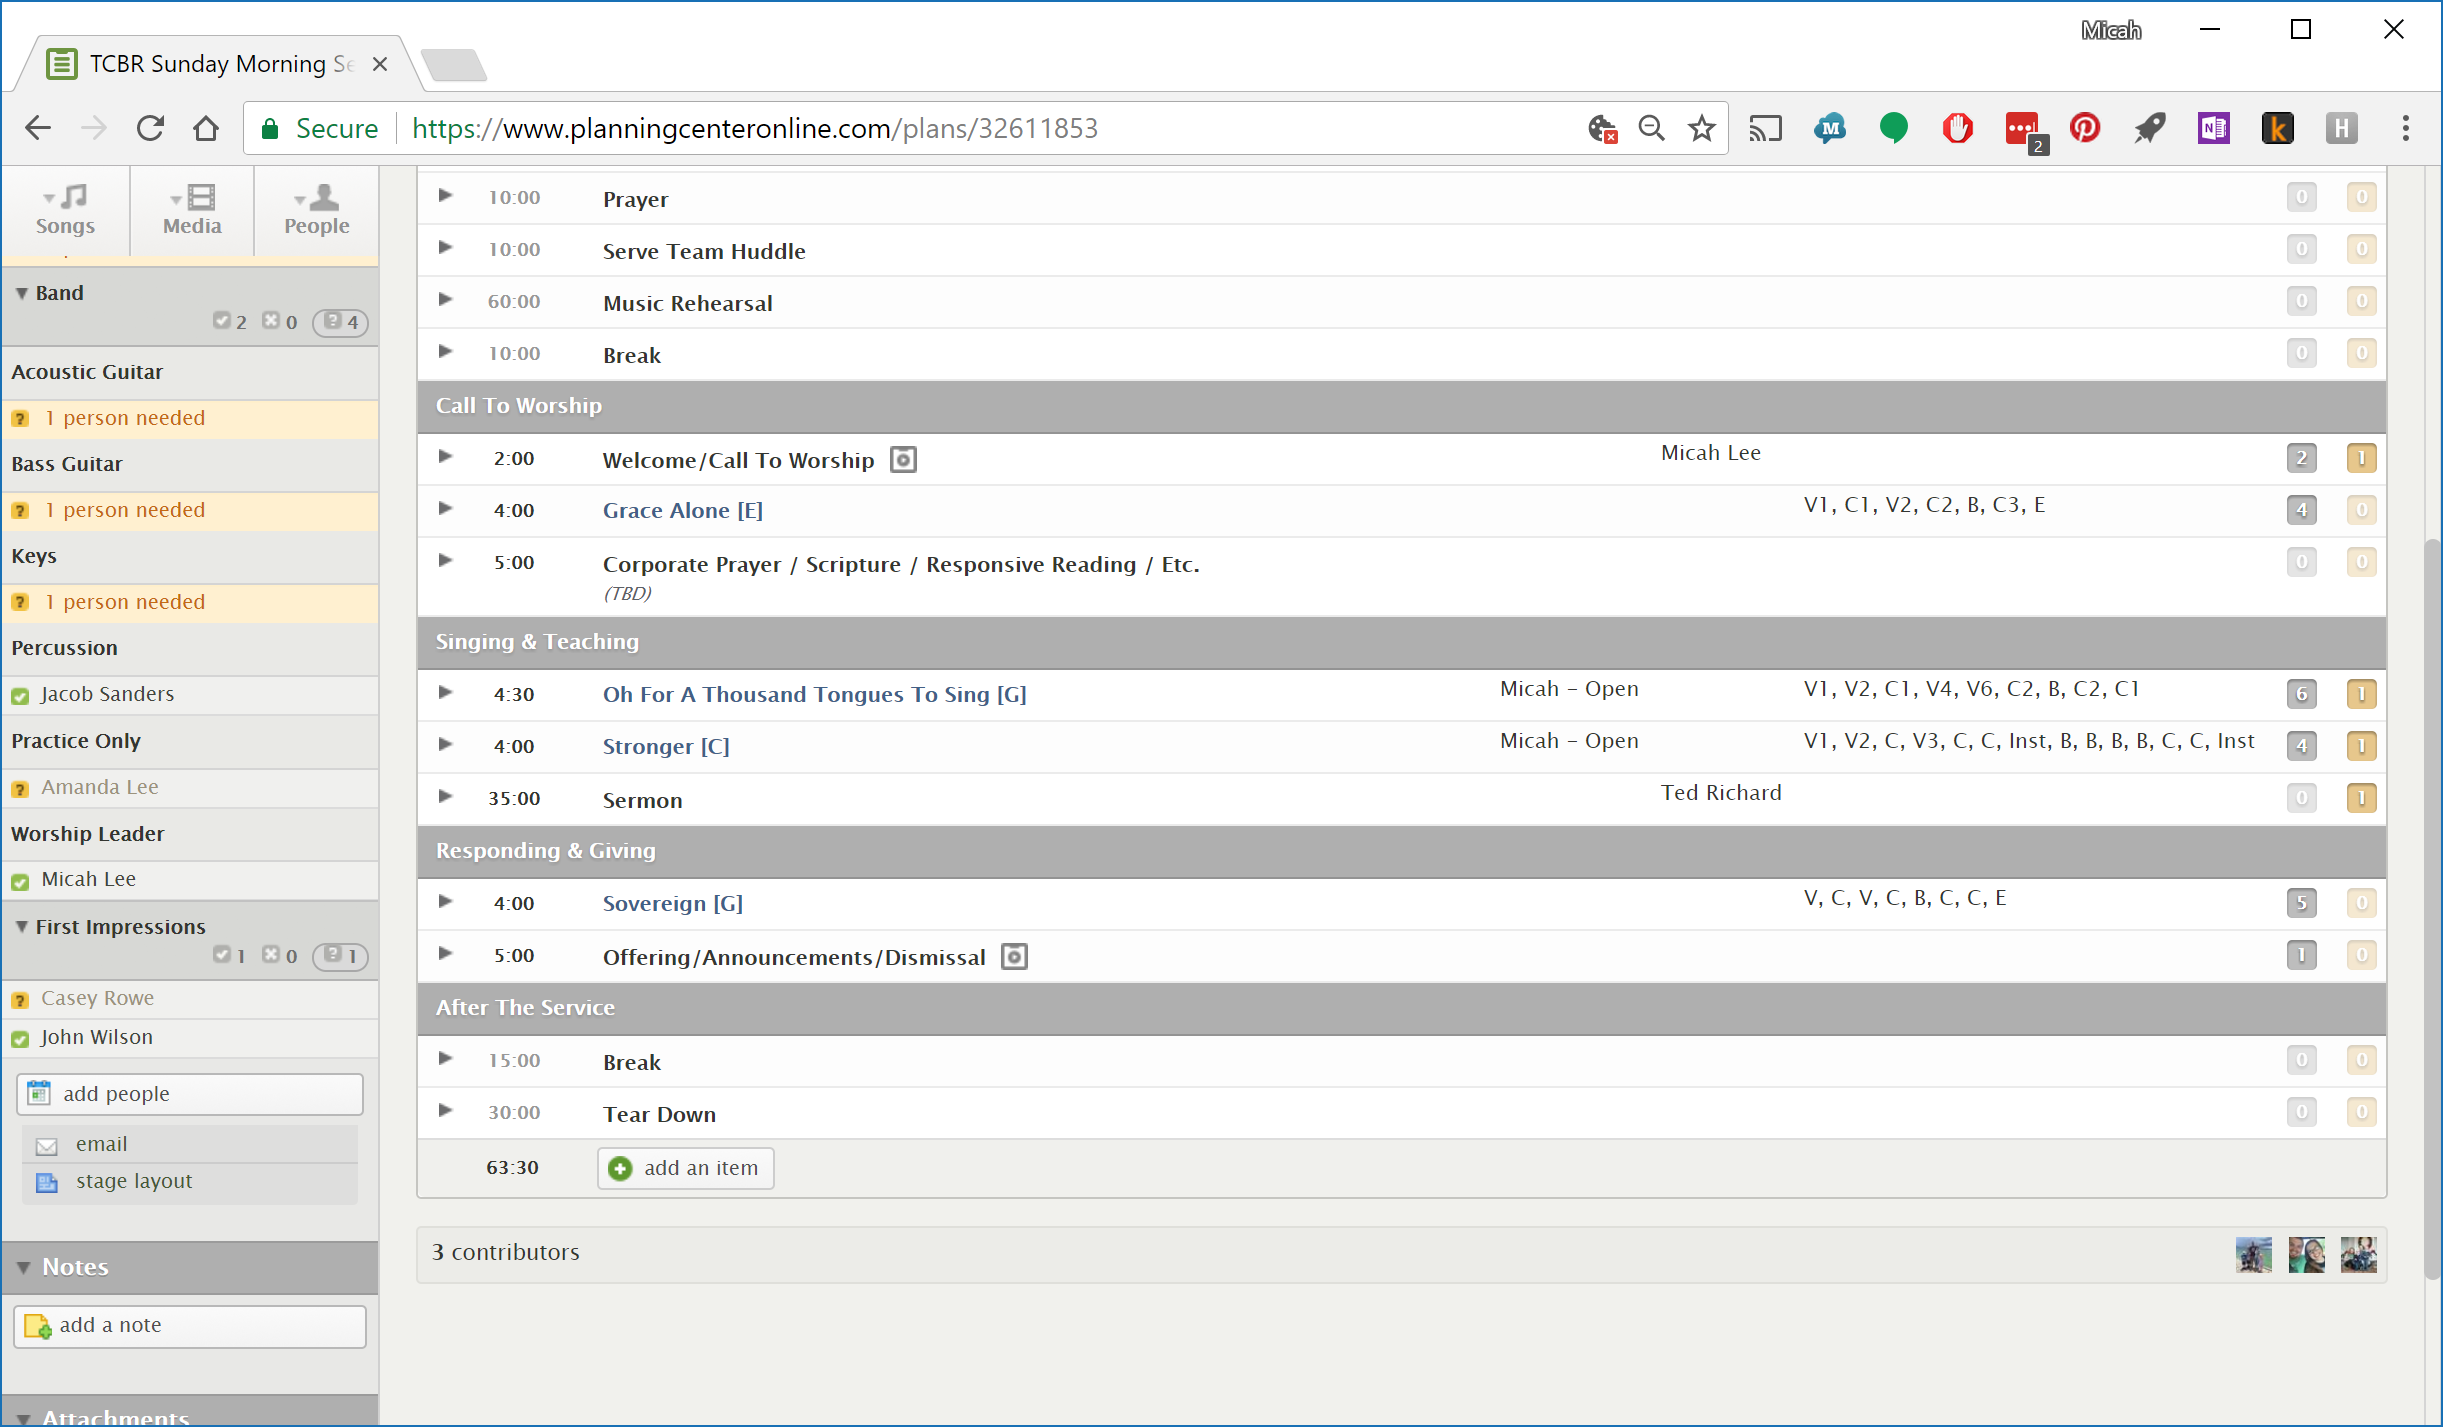 Micah
TCBR Sunday Morning Se
Secure https://www.planningcenteronline.com/plans/32611853
M 2 N k H
Songs Media People
Band
2 0 ? 4
Acoustic Guitar
? 1 person needed
Bass Guitar
? 1 person needed
Keys
? 1 person needed
Percussion
Jacob Sanders
Practice Only
? Amanda Lee
Worship Leader
Micah Lee
First Impressions
1 0 ? 1
? Casey Rowe
John Wilson
add people
email
stage layout
Notes
add a note
Attachments
10:00 Prayer 0 0
10:00 Serve Team Huddle 0 0
60:00 Music Rehearsal 0 0
10:00 Break 0 0
Call To Worship
2:00 Welcome/Call To Worship Micah Lee 2 1
4:00 Grace Alone [E] V1, C1, V2, C2, B, C3, E 4 0
5:00 Corporate Prayer / Scripture / Responsive Reading / Etc. 0 0
(TBD)
Singing & Teaching
4:30 Oh For A Thousand Tongues To Sing [G] Micah - Open V1, V2, C1, V4, V6, C2, B, C2, C1 6 1
4:00 Stronger [C] Micah - Open V1, V2, C, V3, C, C, Inst, B, B, B, B, C, C, Inst 4 1
35:00 Sermon Ted Richard 0 1
Responding & Giving
4:00 Sovereign [G] V, C, V, C, B, C, C, E 5 0
5:00 Offering/Announcements/Dismissal 1 0
After The Service
15:00 Break 0 0
30:00 Tear Down 0 0
63:30 add an item
3 contributors